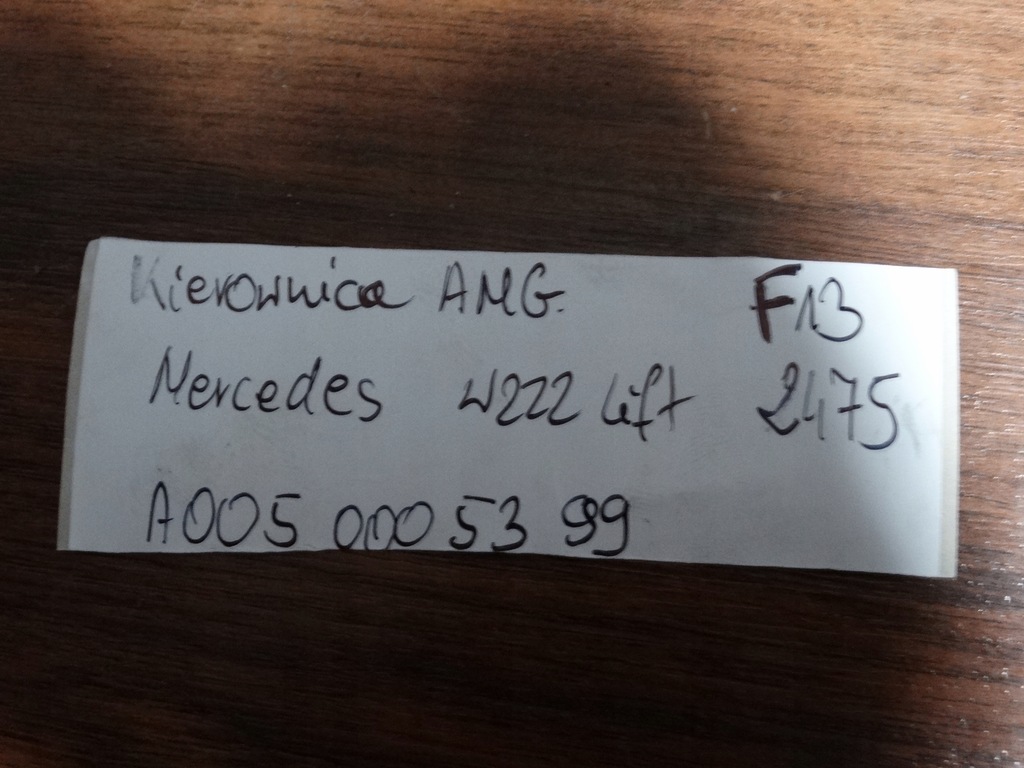 Kierownica AMG. F13
Mercedes W222 lift 2475
A005 000 53 99